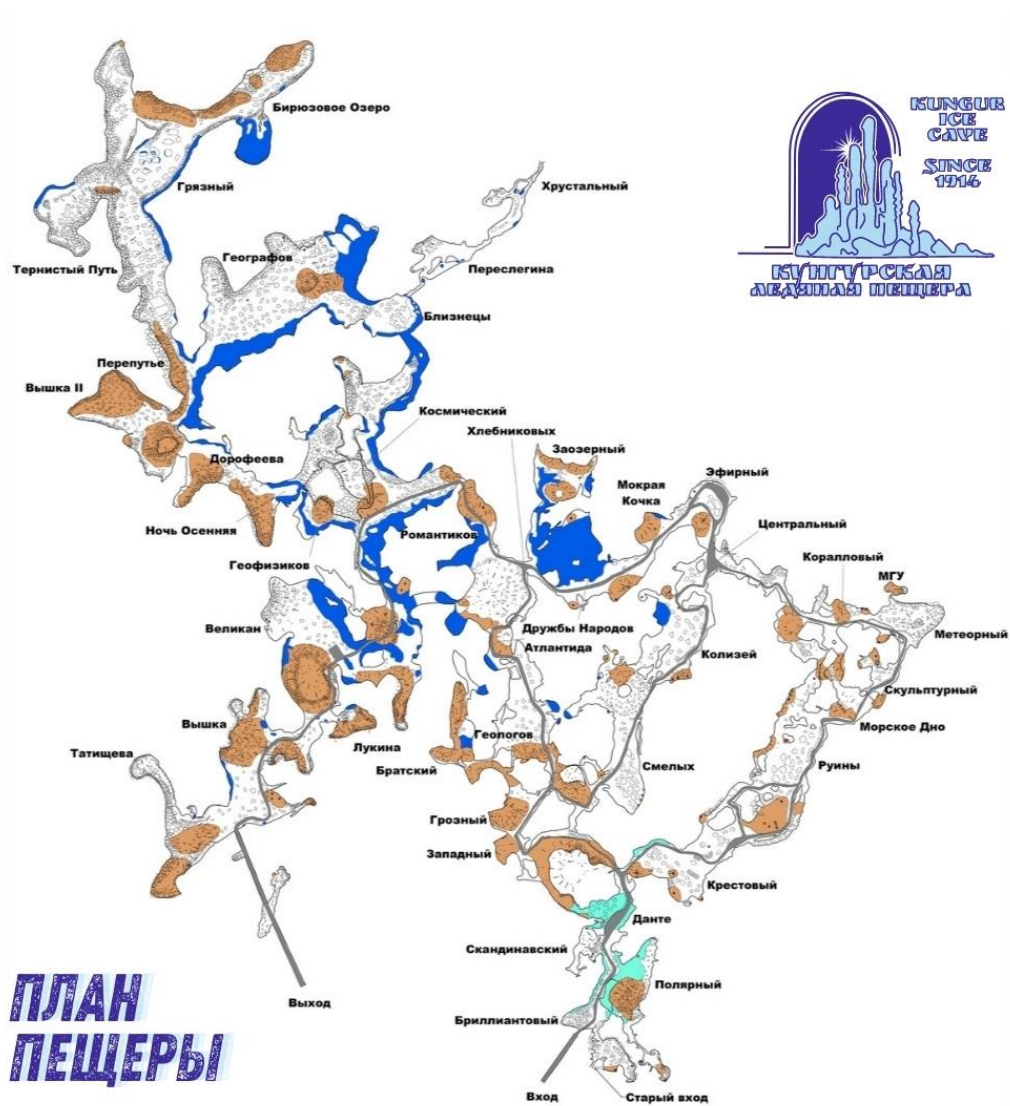 KUNGUR
ICE
CAVE
SINCE
1914
КУНГУРСКАЯ
ЛЕДЯНАЯ ПЕЩЕРА
Бирюзовое Озеро
Грязный
Хрустальный
Тернистый Путь
Географов
Переслегина
Близнецы
Перепутье
Вышка II
Космический
Хлебниковых
Дорофеева
Заозерный
Эфирный
Мокрая
Кочка
Ночь Осенняя
Романтиков
Центральный
Геофизиков
Коралловый
МГУ
Великан
Дружбы Народов
Метеорный
Атлантида
Колизей
Скульптурный
Вышка
Морское Дно
Лукина
Геологов
Татищева
Братский
Смелых
Руины
Грозный
Западный
Крестовый
Данте
Скандинавский
Полярный
Выход
Бриллиантовый
Вход
Старый вход
ПЛАН
ПЕЩЕРЫ